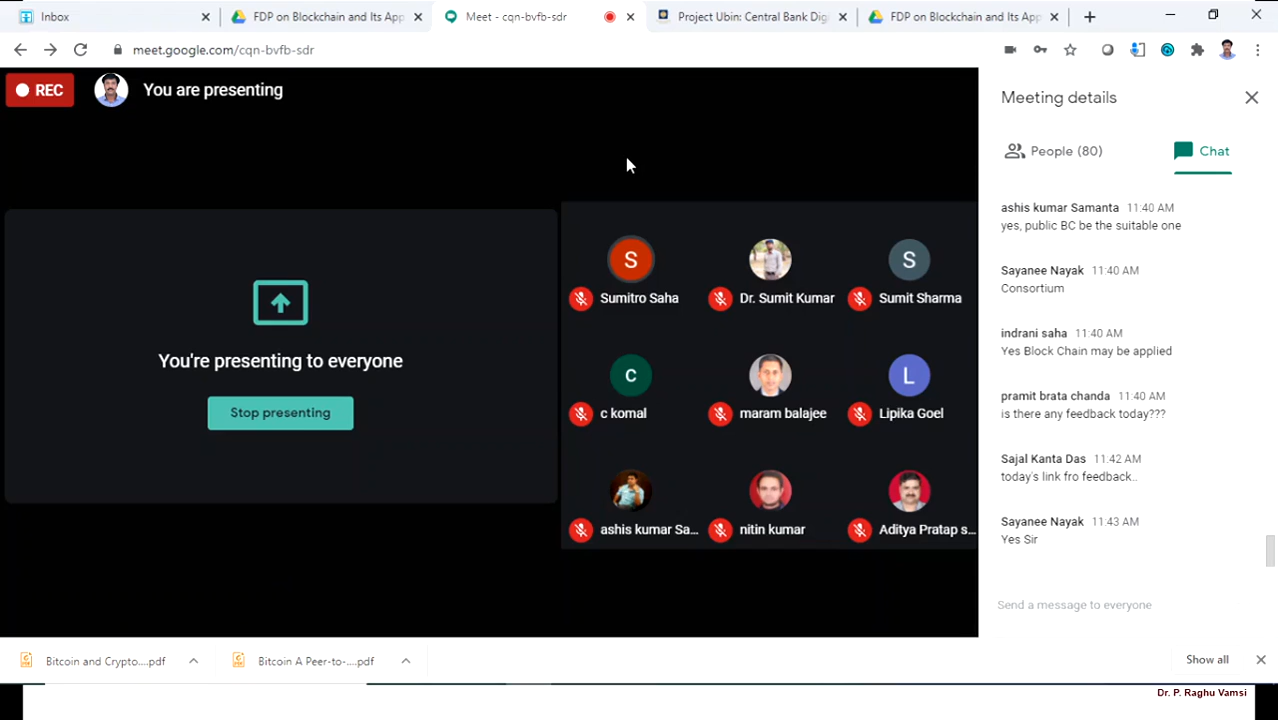 Inbox
FDP on Blockchain and Its App
Meet - cqn-bvfb-sdr
Project Ubin: Central Bank Dig
FDP on Blockchain and Its App
meet.google.com/cqn-bvfb-sdr
REC
You are presenting
Meeting details
People (80)
Chat
You're presenting to everyone
Stop presenting
S
Sumitro Saha
Dr. Sumit Kumar
S
Sumit Sharma
c
c komal
maram balajee
L
Lipika Goel
ashis kumar Sa...
nitin kumar
Aditya Pratap s...
ashis kumar Samanta 11:40 AM
yes, public BC be the suitable one
Sayanee Nayak 11:40 AM
Consortium
indrani saha 11:40 AM
Yes Block Chain may be applied
pramit brata chanda 11:40 AM
is there any feedback today???
Sajal Kanta Das 11:42 AM
today's link fro feedback..
Sayanee Nayak 11:43 AM
Yes Sir
Send a message to everyone
Bitcoin and Crypto....pdf
Bitcoin A Peer-to-....pdf
Show all
Dr. P. Raghu Vamsi